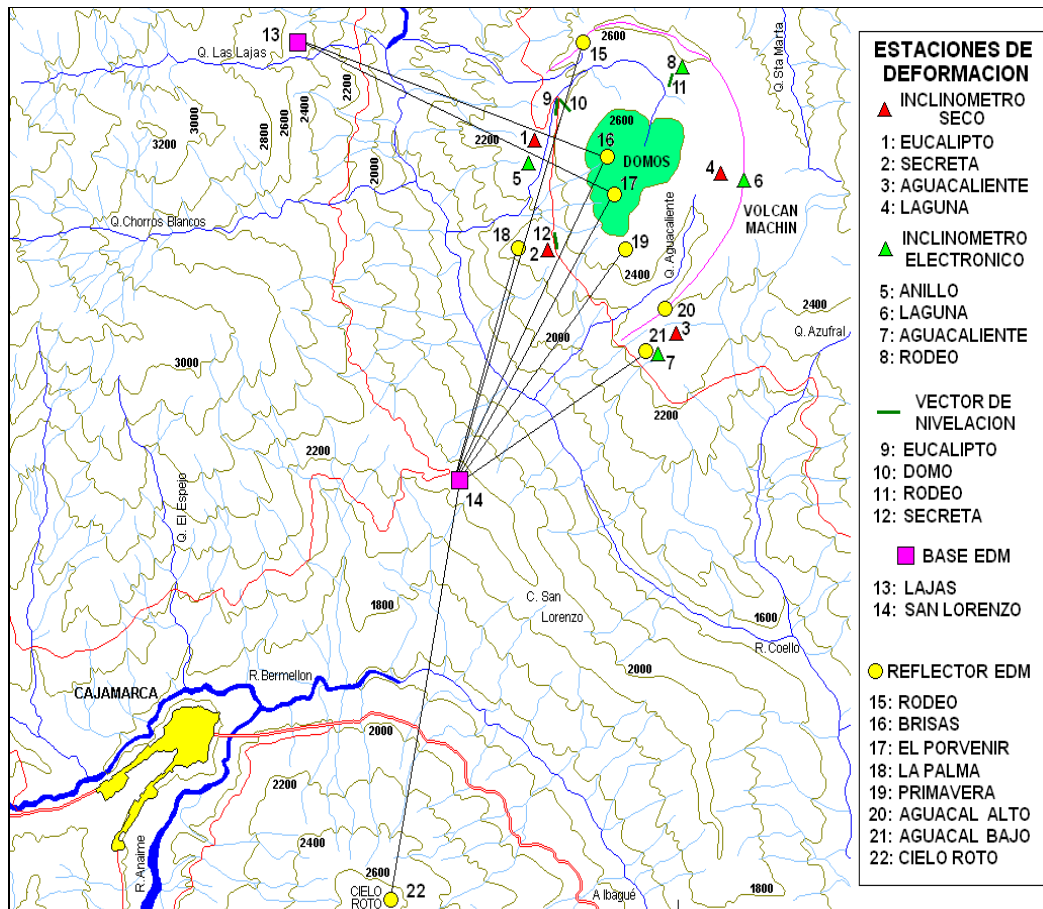 13
Q. Las Lajas
2200
2400
2600
2800
3000
3200
15
2600
8
11
Q. Sta Marta
9
10
2200
1
5
2000
2600
16
DOMOS
17
4
6
VOLCAN
MACHIN
Q.Chorros Blancos
18
12
2
19
2400
Q. Aguacaliente
20
2400
Q. Azufral
2000
21
3
7
3000
2200
2200
14
Q. El Espejo
C. San
Lorenzo
1800
1600
R. Coello
R.Bermellon
2000
CAJAMARCA
2000
2200
1800
2400
R. Anaime
2600
CIELO
ROTO
22
A Ibagué
1800
ESTACIONES DE
DEFORMACION
INCLINOMETRO
SECO
1: EUCALIPTO
2: SECRETA
3: AGUACALIENTE
4: LAGUNA
INCLINOMETRO
ELECTRONICO
5: ANILLO
6: LAGUNA
7: AGUACALIENTE
8: RODEO
VECTOR DE
NIVELACION
9: EUCALIPTO
10: DOMO
11: RODEO
12: SECRETA
BASE EDM
13: LAJAS
14: SAN LORENZO
REFLECTOR EDM
15: RODEO
16: BRISAS
17: EL PORVENIR
18: LA PALMA
19: PRIMAVERA
20: AGUACAL ALTO
21: AGUACAL BAJO
22: CIELO ROTO